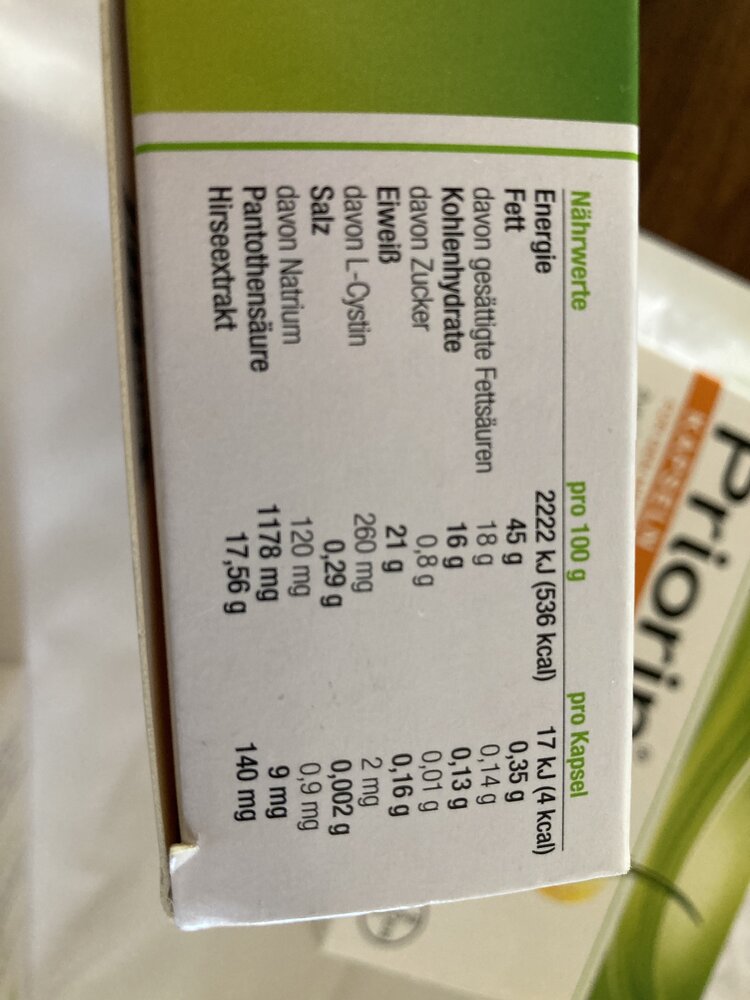 Nährwerte pro 100 g pro Kapsel
Energie 2222 kJ (536 kcal) 17 kJ (4 kcal)
Fett 45 g 0,35 g
davon gesättigte Fettsäuren 18 g 0,14 g
Kohlenhydrate 16 g 0,13 g
davon Zucker 0,8 g 0,01 g
Eiweiß 21 g 0,16 g
davon L-Cystin 260 mg 2 mg
Salz 0,29 g 0,002 g
davon Natrium 120 mg 0,9 mg
Pantothensäure 1178 mg 9 mg
Hirseextrakt 17,56 g 140 mg
Priorin®
KAPSELN